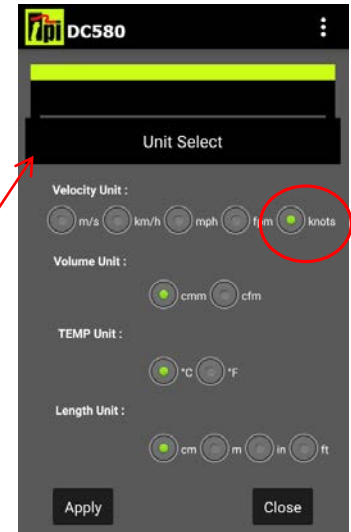 TPI DC580
Unit Select
Velocity Unit :
m/s km/h mph fpm knots
Volume Unit :
cmm cfm
TEMP Unit :
°C °F
Length Unit :
cm m in ft
Apply Close